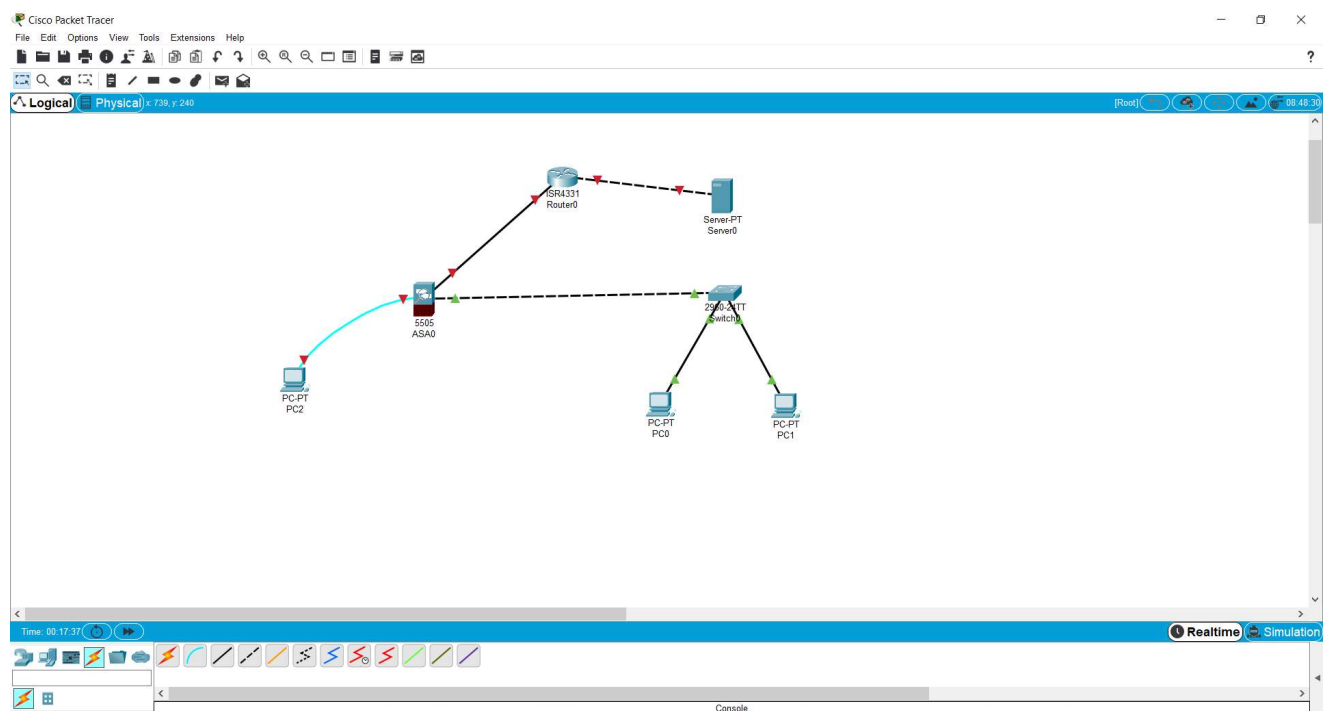 Cisco Packet Tracer
File Edit Options View Tools Extensions Help
?
Logical Physical x: 739, y: 240 [Root] 08:48:30
ISR4331
Router0
Server-PT
Server0
5505
ASA0
2960-24TT
Switch0
PC-PT
PC2
PC-PT
PC0
PC-PT
PC1
Time: 00:17:37 Realtime Simulation
Console